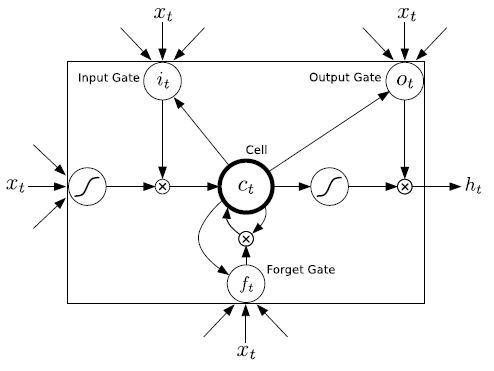 x_t x_t
Input Gate i_t Output Gate o_t
Cell
x_t c_t h_t
Forget Gate
f_t
x_t